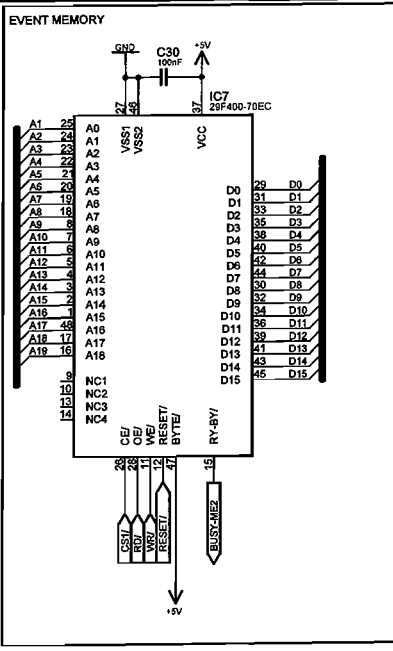 EVENT MEMORY
GND
C30
100nF
+5V
IC7
29F400-70EC
27
46
37
VSS1
VSS2
VCC
A1 25 A0
A2 24 A1
A3 23 A2
A4 22 A3
A5 21 A4
A6 20 A5
A7 19 A6
A8 18 A7
A9 8 A8
A10 7 A9
A11 6 A10
A12 5 A11
A13 4 A12
A14 3 A13
A15 2 A14
A16 1 A15
A17 48 A16
A18 17 A17
A19 16 A18
9 NC1
10 NC2
13 NC3
14 NC4
D0 29 D0
D1 31 D1
D2 33 D2
D3 35 D3
D4 38 D4
D5 40 D5
D6 42 D6
D7 44 D7
D8 30 D8
D9 32 D9
D10 34 D10
D11 36 D11
D12 39 D12
D13 41 D13
D14 43 D14
D15 45 D15
CE/
OE/
WE/
RESET/
BYTE/
RY-BY/
26
28
11
12
47
15
CS1/
RD/
WR/
RESET/
BUSY-ME2
+5V